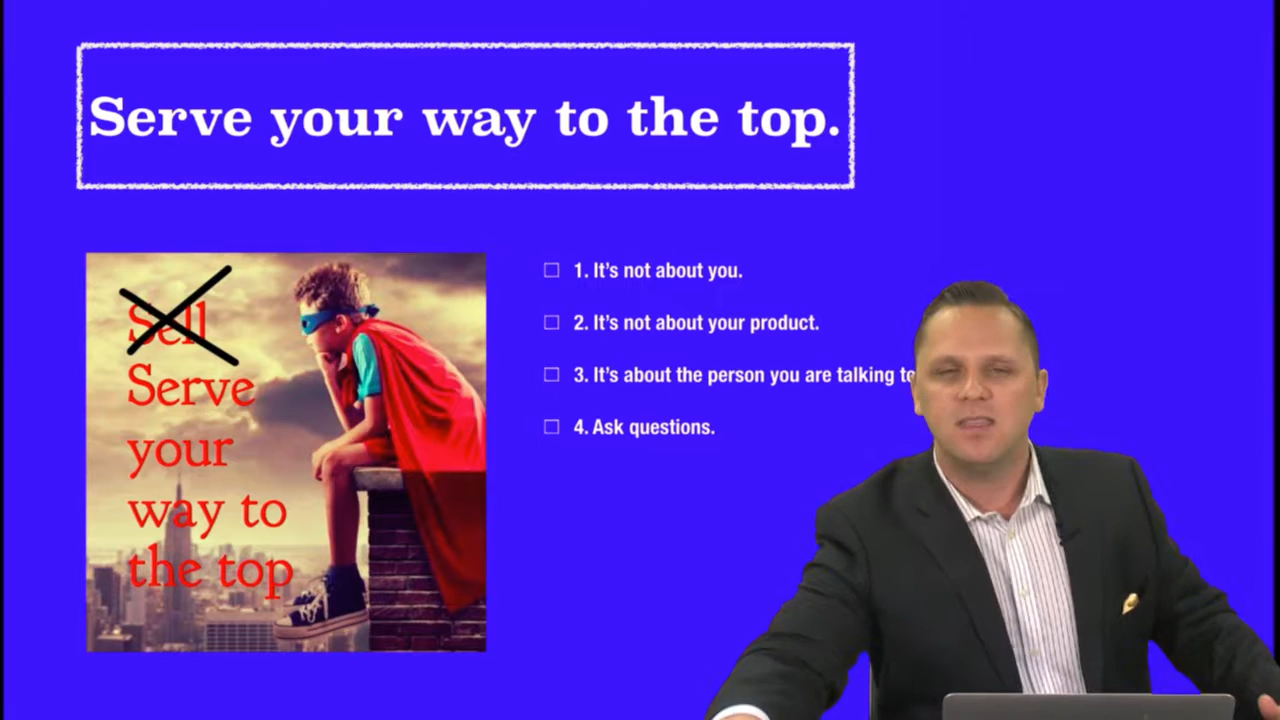 Serve your way to the top.
Sell
Serve
your
way to
the top
1. It's not about you.
2. It's not about your product.
3. It's about the person you are talking to
4. Ask questions.